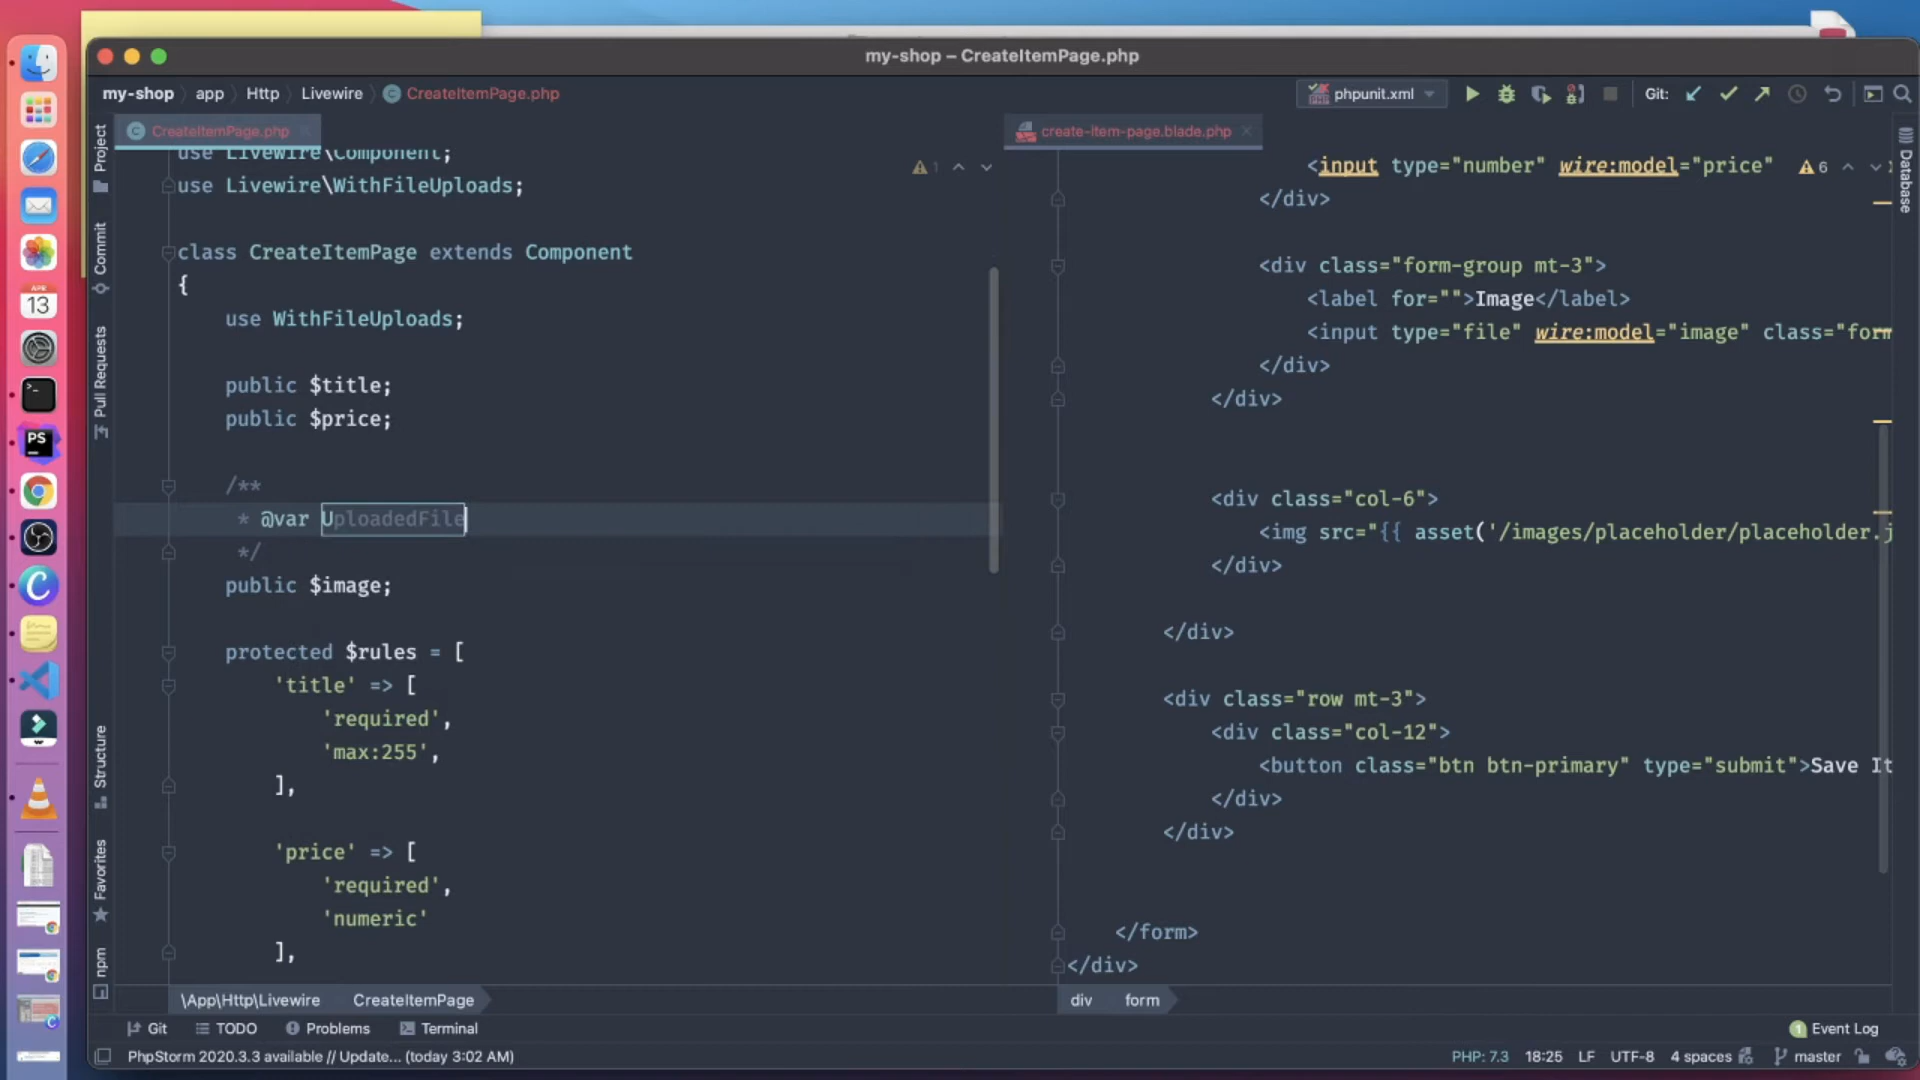 my-shop – CreateItemPage.php
my-shop
app
Http
Livewire
CreateItemPage.php
phpunit.xml
Git:
CreateItemPage.php
create-item-page.blade.php
Project
Commit
Pull Requests
Structure
Favorites
npm
Database
use Livewire\Component;
use Livewire\WithFileUploads;
class CreateItemPage extends Component
{
use WithFileUploads;
public $title;
public $price;
/**
* @var UploadedFile
*/
public $image;
protected $rules = [
'title' => [
'required',
'max:255',
],
'price' => [
'required',
'numeric'
],
1
<input type="number" wire:model="price"
6
</div>
<div class="form-group mt-3">
<label for="">Image</label>
<input type="file" wire:model="image" class="form
</div>
</div>
<div class="col-6">
<img src="{{ asset('/images/placeholder/placeholder.j
</div>
</div>
<div class="row mt-3">
<div class="col-12">
<button class="btn btn-primary" type="submit">Save It
</div>
</div>
</form>
</div>
\App\Http\Livewire
CreateItemPage
div
form
Git
TODO
Problems
Terminal
1 Event Log
PhpStorm 2020.3.3 available // Update... (today 3:02 AM)
PHP: 7.3
18:25
LF
UTF-8
4 spaces
master
APR
13
PS